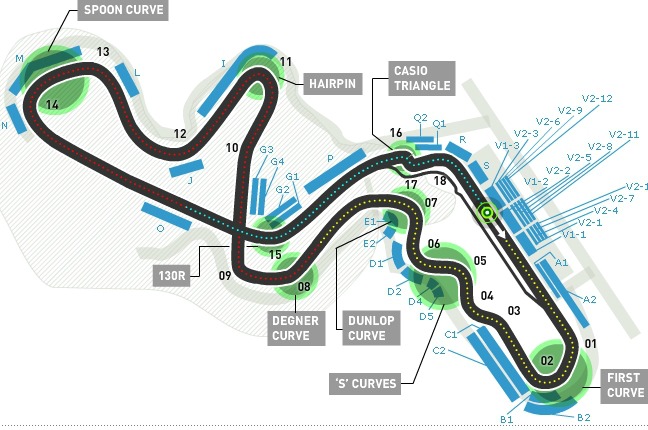 SPOON CURVE
M
13
L
14
N
12
J
I
11
HAIRPIN
CASIO
TRIANGLE
10
G3
G4
G2
G1
P
16
Q2
Q1
R
S
17
18
V2-12
V2-9
V2-6
V2-3
V1-3
V2-11
V2-8
V2-5
V2-2
V1-2
V2-1
V2-7
V2-4
V2-1
V1-1
O
15
130R
09
08
DEGNER
CURVE
07
E1
E2
06
D1
D2
D4
D5
05
04
03
DUNLOP
CURVE
'S' CURVES
A1
A2
C1
C2
01
02
FIRST
CURVE
B1
B2